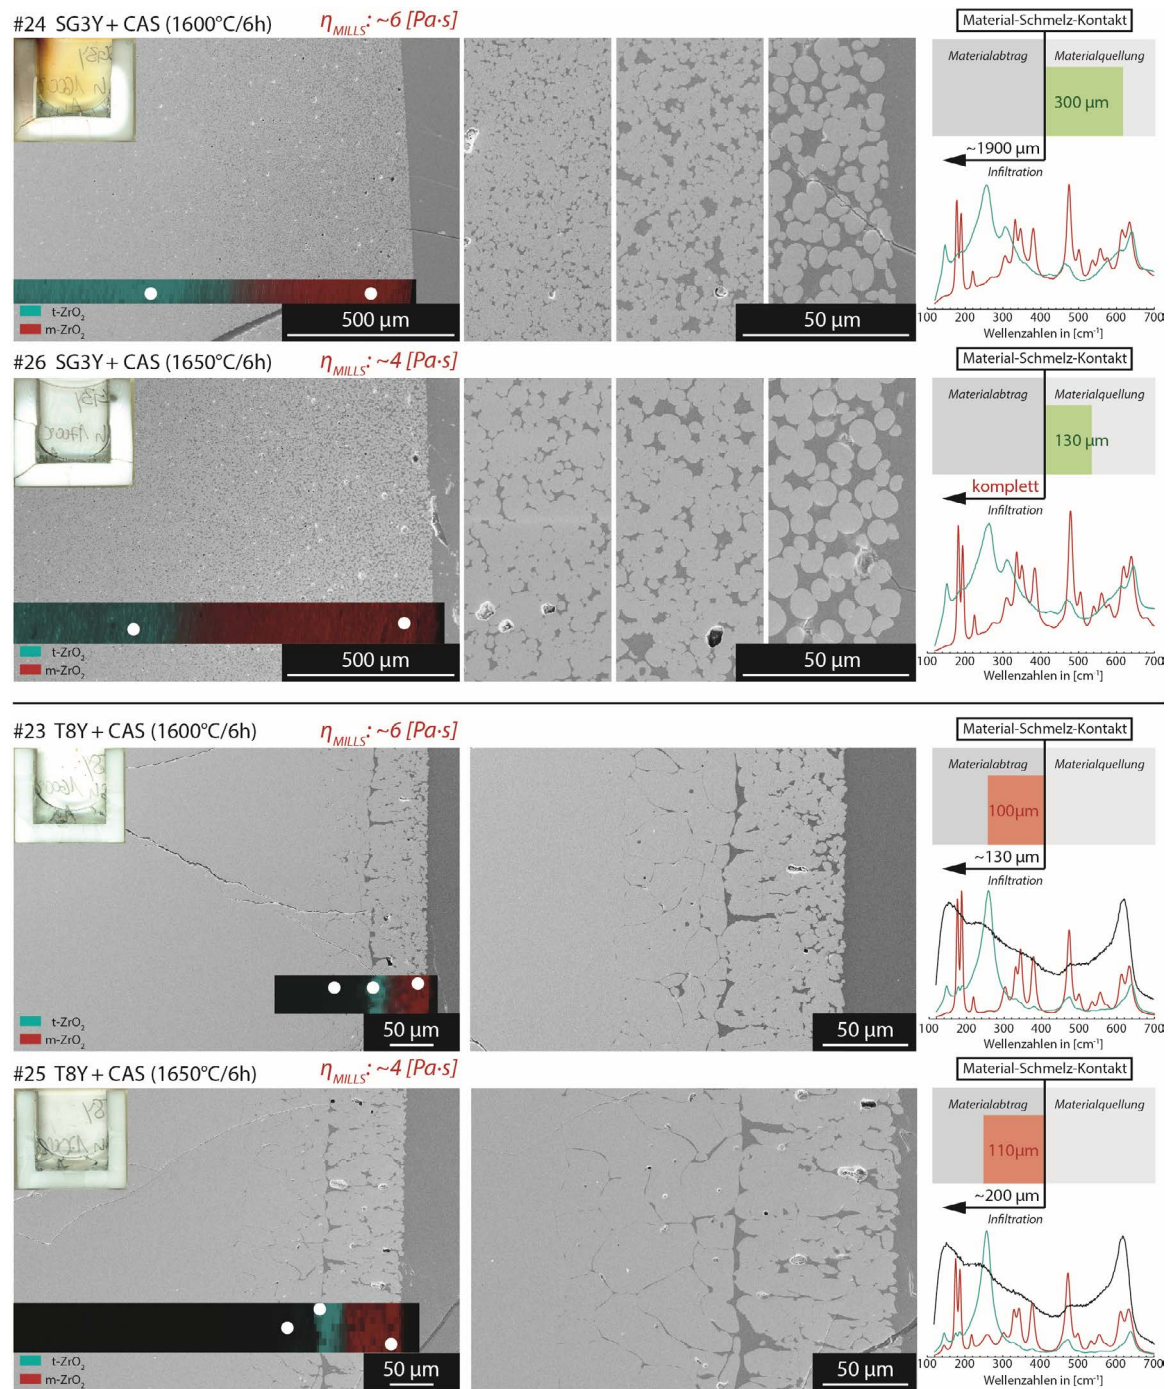 #24 SG3Y + CAS (1600°C/6h)
η_MILLS: ~6 [Pa·s]
t-ZrO₂
m-ZrO₂
500 µm
50 µm
Material-Schmelz-Kontakt
Materialabtrag
Materialquellung
300 µm
~1900 µm
Infiltration
100 200 300 400 500 600 700
Wellenzahlen in [cm⁻¹]
#26 SG3Y + CAS (1650°C/6h)
η_MILLS: ~4 [Pa·s]
t-ZrO₂
m-ZrO₂
500 µm
50 µm
Material-Schmelz-Kontakt
Materialabtrag
Materialquellung
130 µm
komplett
Infiltration
100 200 300 400 500 600 700
Wellenzahlen in [cm⁻¹]
#23 T8Y + CAS (1600°C/6h)
η_MILLS: ~6 [Pa·s]
t-ZrO₂
m-ZrO₂
50 µm
50 µm
Material-Schmelz-Kontakt
Materialabtrag
Materialquellung
100µm
~130 µm
Infiltration
100 200 300 400 500 600 700
Wellenzahlen in [cm⁻¹]
#25 T8Y + CAS (1650°C/6h)
η_MILLS: ~4 [Pa·s]
t-ZrO₂
m-ZrO₂
50 µm
50 µm
Material-Schmelz-Kontakt
Materialabtrag
Materialquellung
110µm
~200 µm
Infiltration
100 200 300 400 500 600 700
Wellenzahlen in [cm⁻¹]